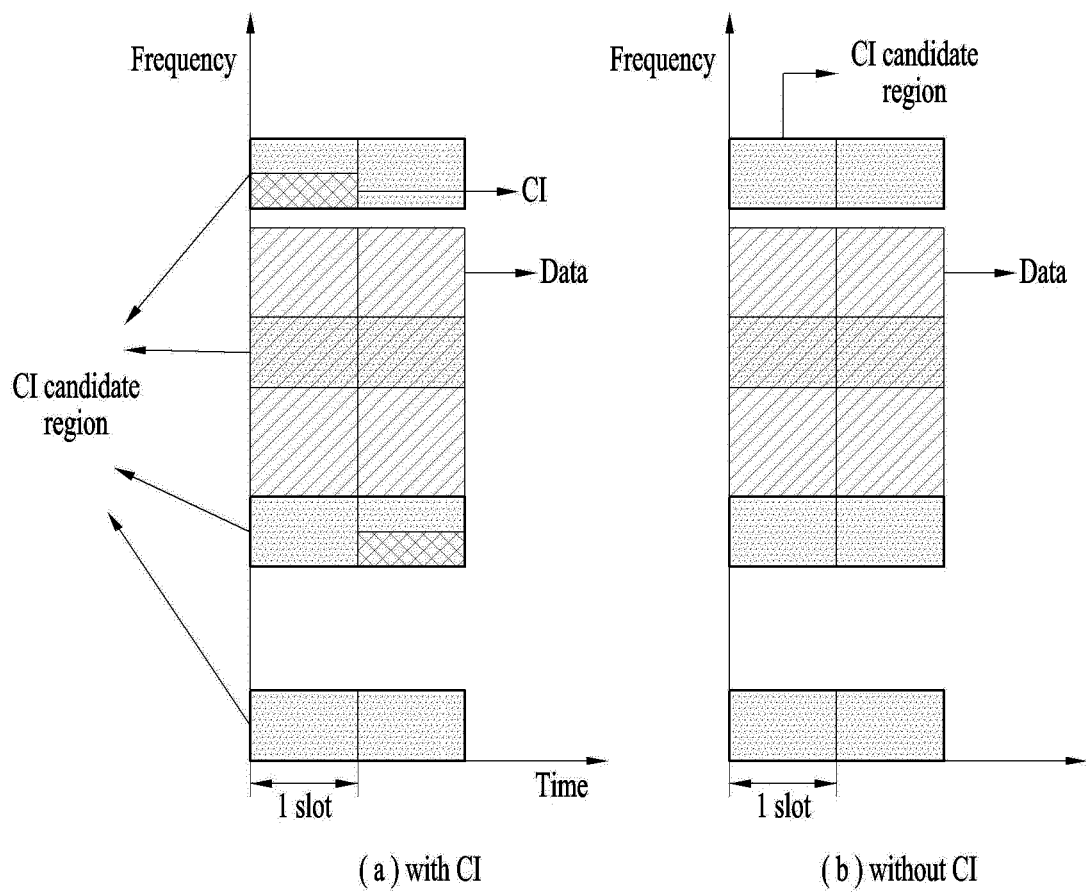 Frequency
CI
Data
CI candidate
region
Time
1 slot
( a ) with CI
Frequency
CI candidate
region
Data
1 slot
( b ) without CI